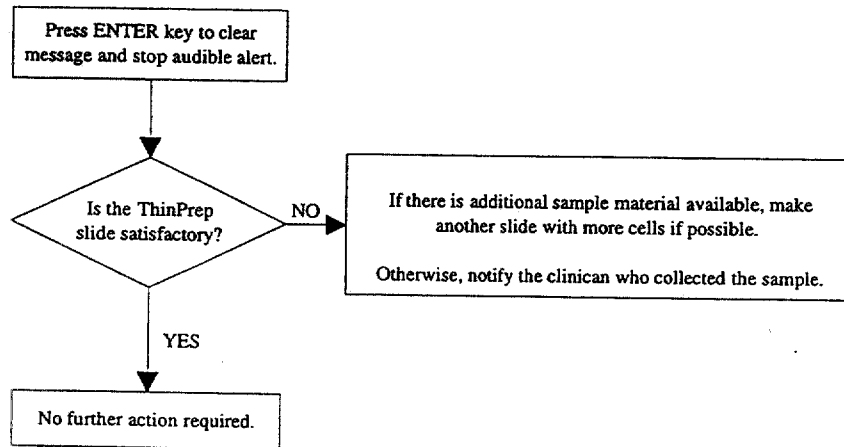 Press ENTER key to clear
message and stop audible alert.
Is the ThinPrep
slide satisfactory?
NO
If there is additional sample material available, make
another slide with more cells if possible.
Otherwise, notify the clinican who collected the sample.
YES
No further action required.